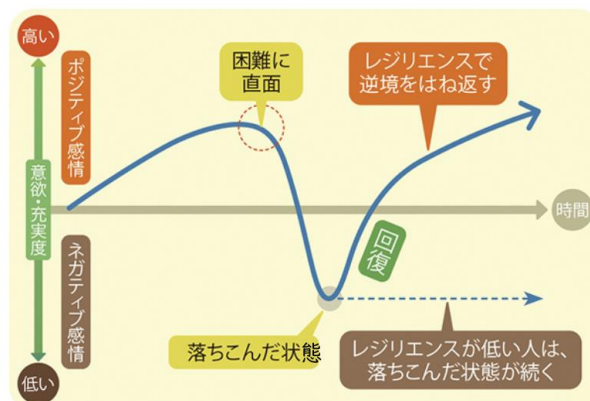 高い
ポジティブ感情
意欲・充実度
ネガティブ感情
低い
困難に
直面
レジリエンスで
逆境をはね返す
時間
回復
落ちこんだ状態
レジリエンスが低い人は、
落ちこんだ状態が続く